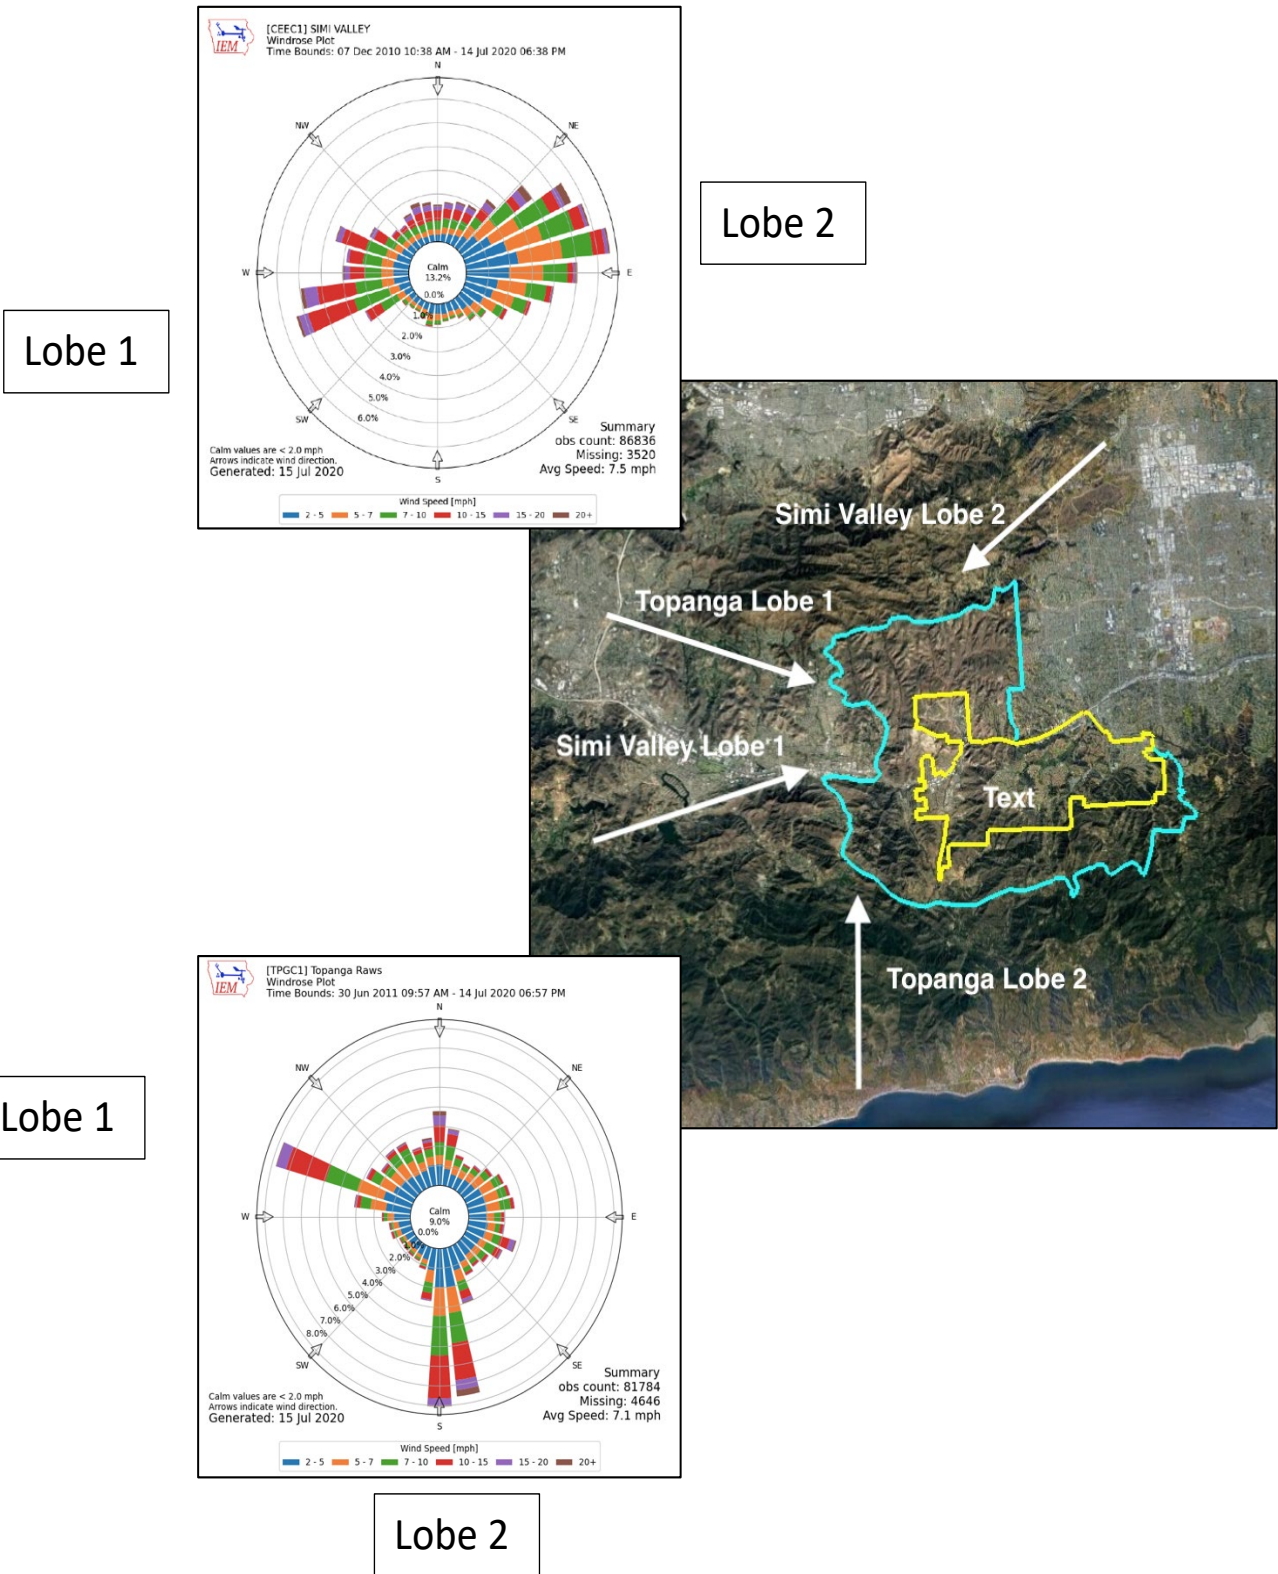 IEM
[CEEC1] SIMI VALLEY
Windrose Plot
Time Bounds: 07 Dec 2010 10:38 AM - 14 Jul 2020 06:38 PM
N
NW
NE
Lobe 2
W
Calm
13.2%
E
0.0%
1.0%
2.0%
3.0%
4.0%
5.0%
6.0%
SW
SE
S
Lobe 1
Summary
obs count: 86836
Missing: 3520
Avg Speed: 7.5 mph
Calm values are < 2.0 mph
Arrows indicate wind direction.
Generated: 15 Jul 2020
Wind Speed [mph]
2 - 5 5 - 7 7 - 10 10 - 15 15 - 20 20+
Simi Valley Lobe 2
Topanga Lobe 1
Simi Valley Lobe 1
Text
Topanga Lobe 2
IEM
[TPGC1] Topanga Raws
Windrose Plot
Time Bounds: 30 Jun 2011 09:57 AM - 14 Jul 2020 06:57 PM
N
NW
NE
Lobe 1
W
Calm
9.0%
E
0.0%
2.0%
3.0%
4.0%
5.0%
6.0%
7.0%
8.0%
SW
SE
S
Summary
obs count: 81784
Missing: 4646
Avg Speed: 7.1 mph
Calm values are < 2.0 mph
Arrows indicate wind direction.
Generated: 15 Jul 2020
Wind Speed [mph]
2 - 5 5 - 7 7 - 10 10 - 15 15 - 20 20+
Lobe 2